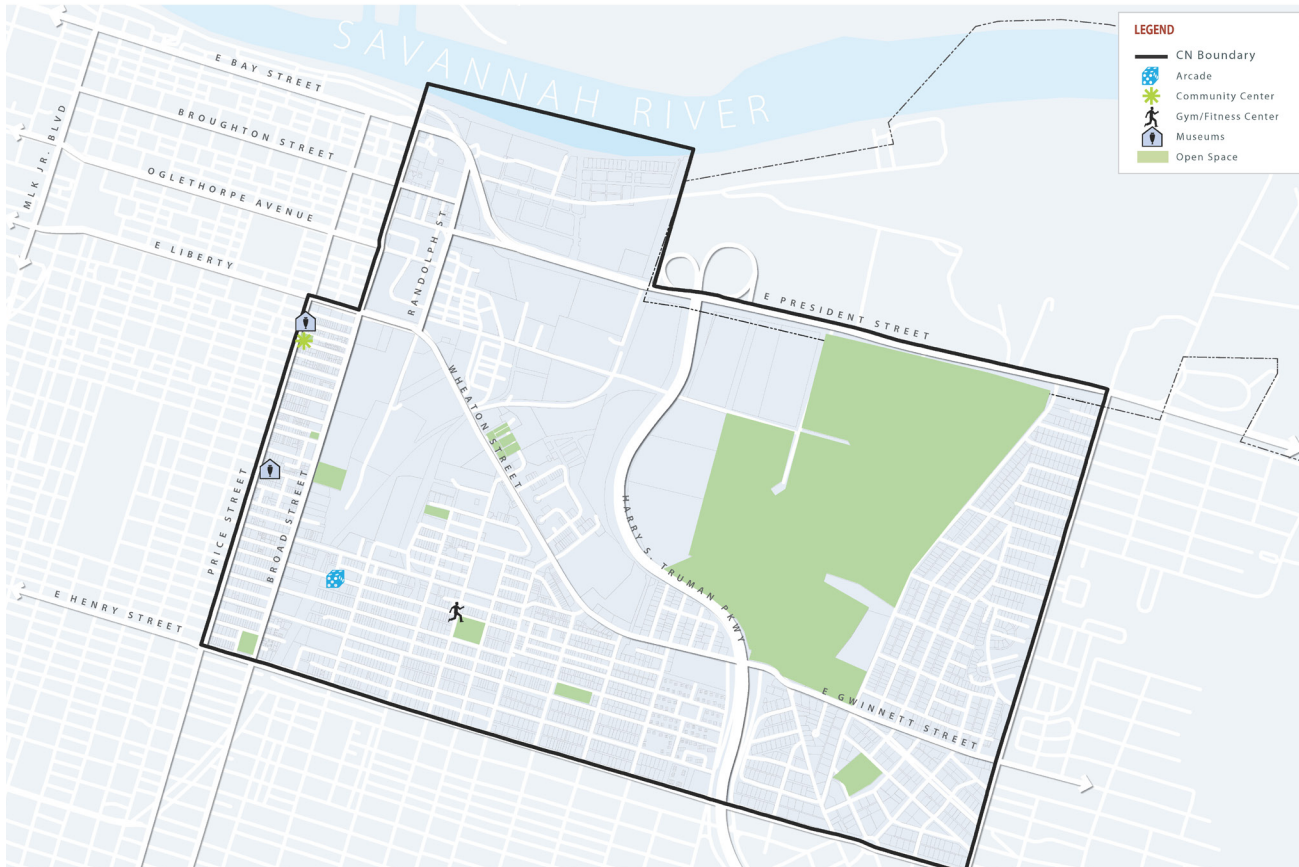 SAVANNAH RIVER
LEGEND
CN Boundary
Arcade
Community Center
Gym/Fitness Center
Museums
Open Space
E BAY STREET
BROUGHTON STREET
MLK JR. BLVD
OGLETHORPE AVENUE
E LIBERTY
RANDOLPH ST
E PRESIDENT STREET
WHEATON STREET
HARRY S. TRUMAN PKWY
PRICE STREET
BROAD STREET
E HENRY STREET
E GWINNETT STREET